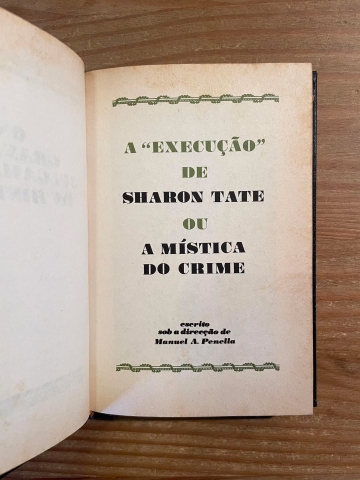 A “EXECUÇÃO”
DE
SHARON TATE
OU
A MÍSTICA
DO CRIME
escrito
sob a direcção de
Manuel A. Penella